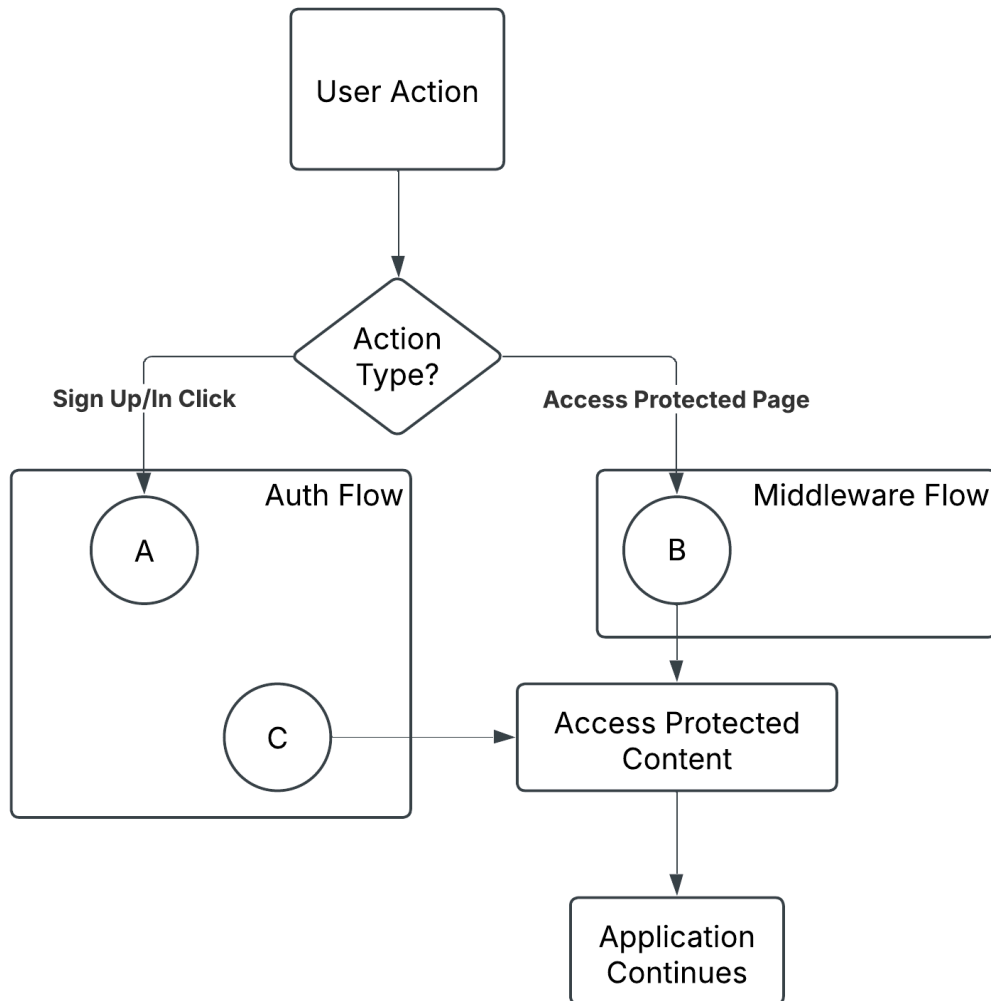 User Action
Action
Type?
Sign Up/In Click
Access Protected Page
Auth Flow
Middleware Flow
A
B
C
Access Protected
Content
Application
Continues